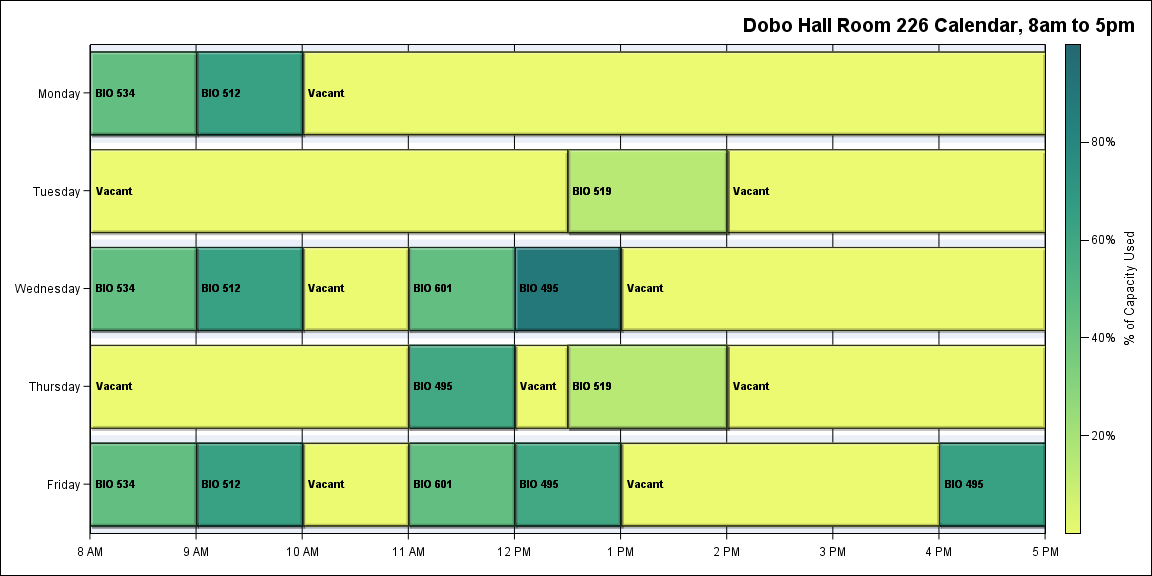 Dobo Hall Room 226 Calendar, 8am to 5pm
Monday
BIO 534
BIO 512
Vacant
Tuesday
Vacant
BIO 519
Vacant
Wednesday
BIO 534
BIO 512
Vacant
BIO 601
BIO 495
Vacant
Thursday
Vacant
BIO 495
Vacant
BIO 519
Vacant
Friday
BIO 534
BIO 512
Vacant
BIO 601
BIO 495
Vacant
BIO 495
8 AM
9 AM
10 AM
11 AM
12 PM
1 PM
2 PM
3 PM
4 PM
5 PM
80%
60%
40%
20%
% of Capacity Used